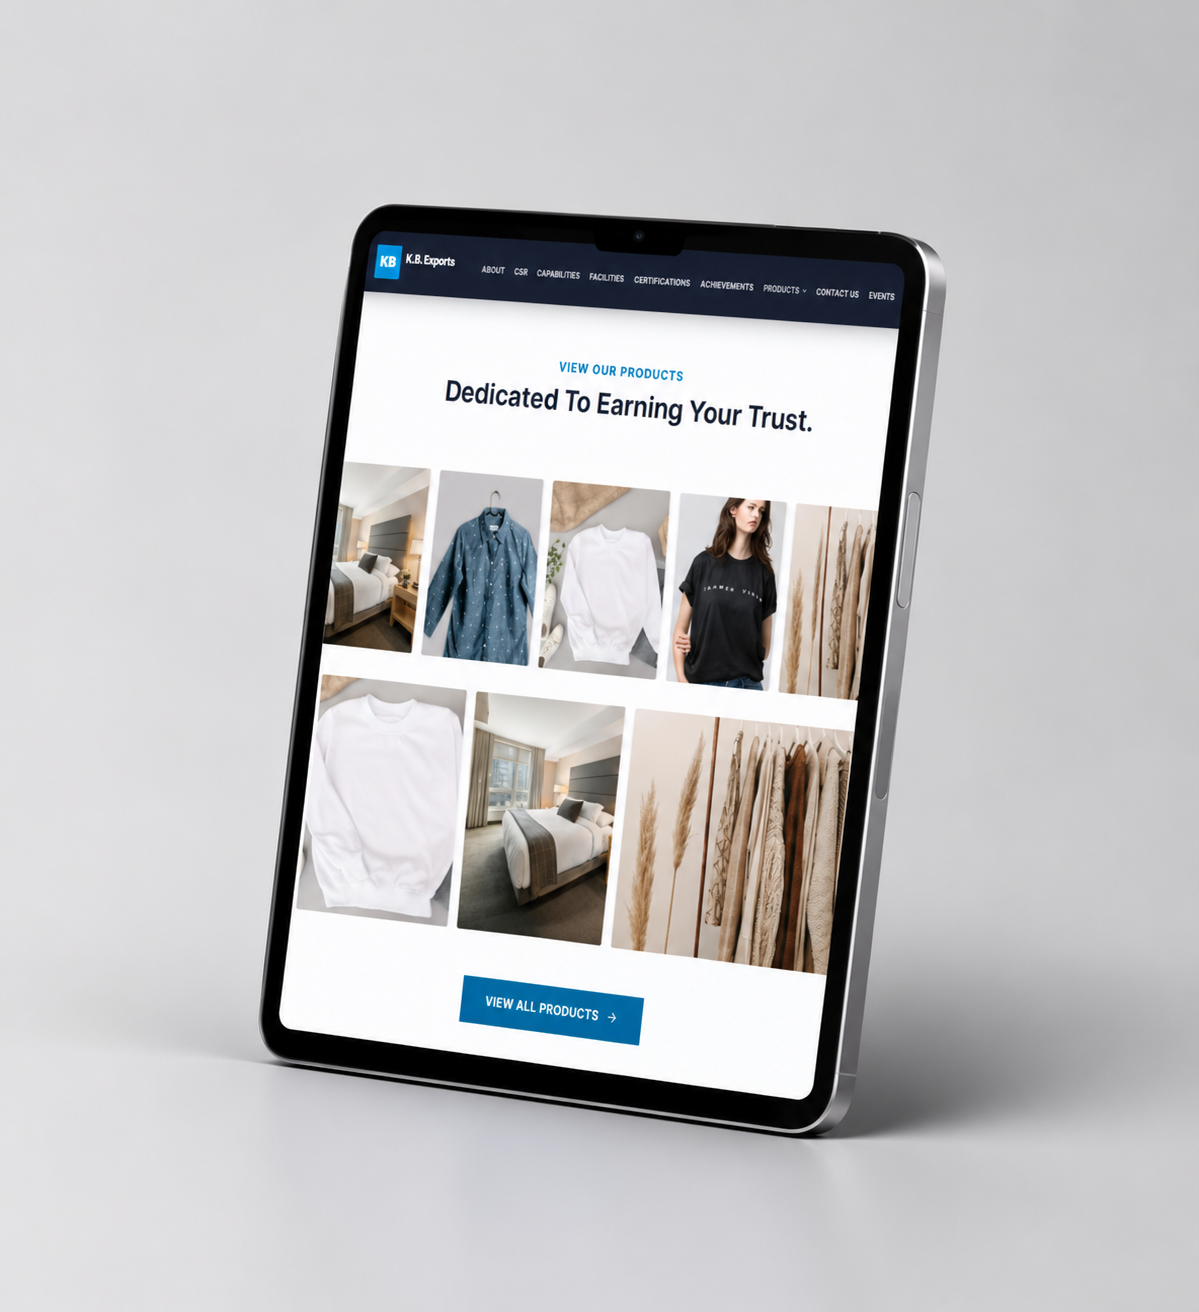 KB K.B. Exports
ABOUT CSR CAPABILITIES FACILITIES CERTIFICATIONS ACHIEVEMENTS PRODUCTS CONTACT US EVENTS
VIEW OUR PRODUCTS
Dedicated To Earning Your Trust.
VIEW ALL PRODUCTS →